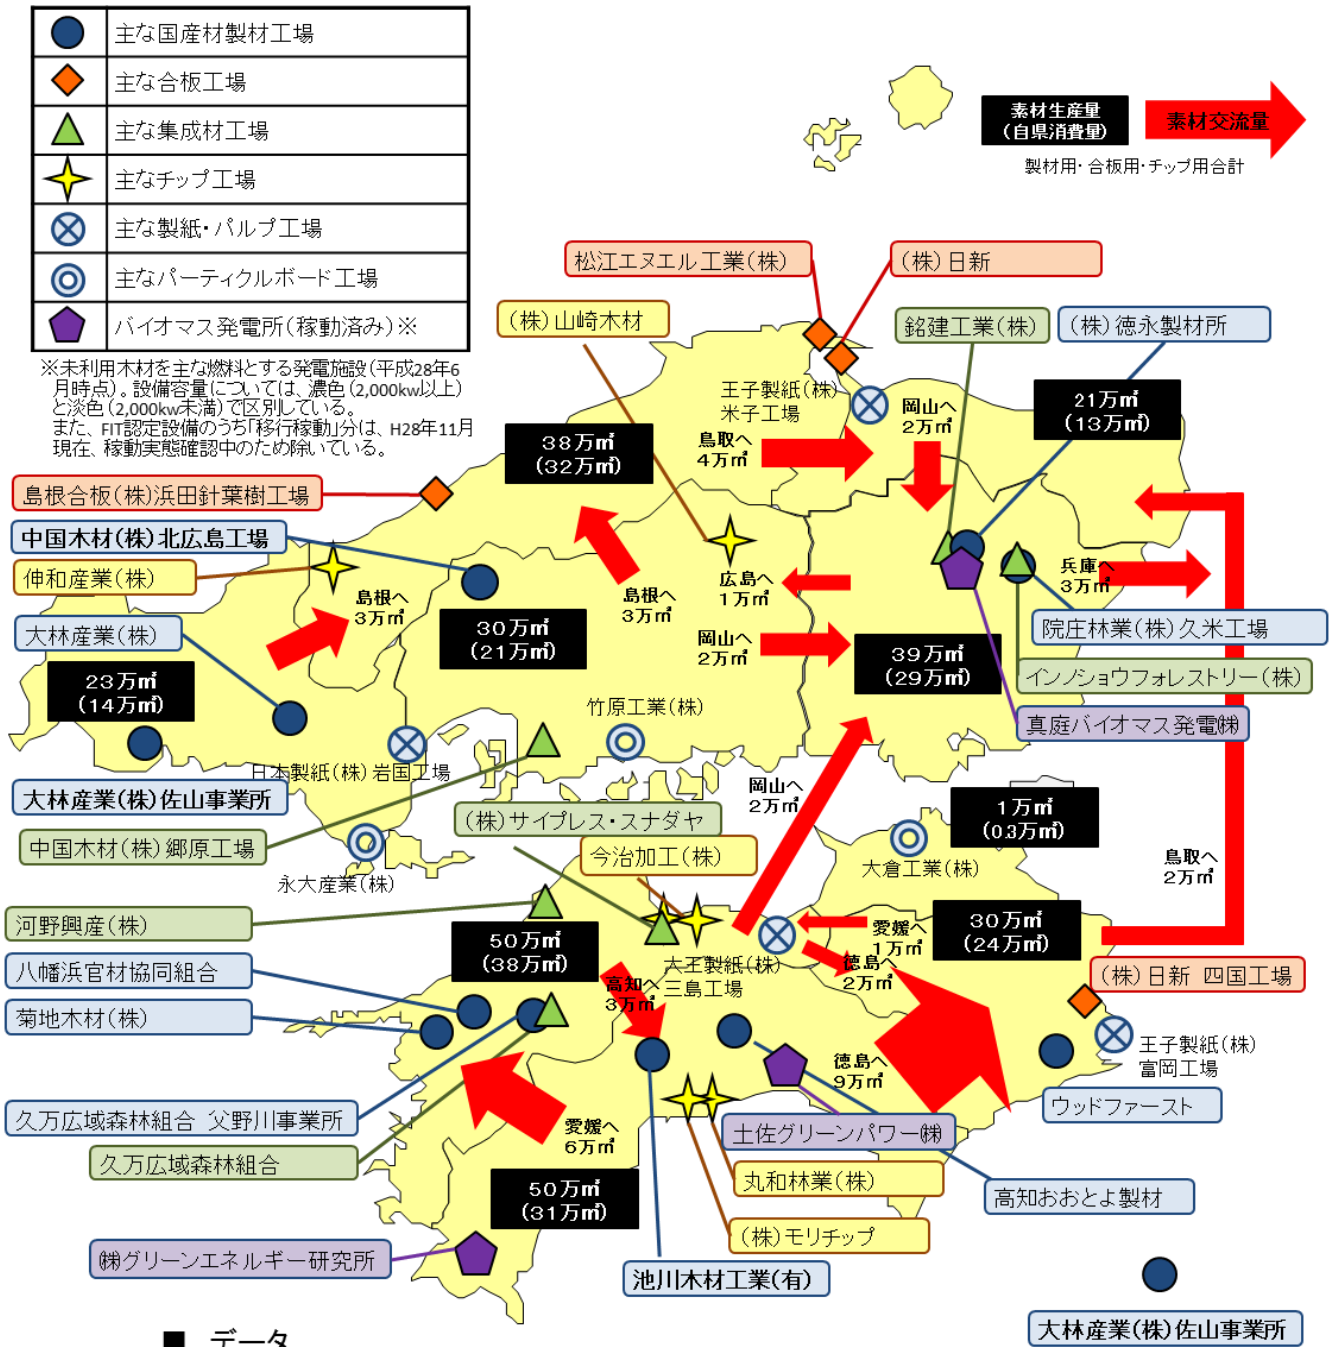 主な国産材製材工場
主な合板工場
主な集成材工場
主なチップ工場
主な製紙・パルプ工場
主なパーティクルボード工場
バイオマス発電所(稼動済み)※
※未利用木材を主な燃料とする発電施設(平成28年6
月時点)。設備容量については、濃色(2,000kw以上)
と淡色(2,000kw未満)で区別している。
また、FIT認定設備のうち「移行稼動」分は、H28年11月
現在、稼動実態確認中のため除いている。
素材生産量
(自県消費量)
素材交流量
製材用・合板用・チップ用合計
松江エヌエル工業(株)
(株)日新
(株)山崎木材
銘建工業(株)
(株)徳永製材所
王子製紙(株)
米子工場
岡山へ
2万㎥
21万㎥
(13万㎥)
38万㎥
(32万㎥)
鳥取へ
4万㎥
島根合板(株)浜田針葉樹工場
中国木材(株)北広島工場
伸和産業(株)
大林産業(株)
島根へ
3万㎥
島根へ
3万㎥
広島へ
1万㎥
兵庫へ
3万㎥
30万㎥
(21万㎥)
岡山へ
2万㎥
39万㎥
(29万㎥)
院庄林業(株)久米工場
インノショウフォレストリー(株)
真庭バイオマス発電㈱
23万㎥
(14万㎥)
竹原工業(株)
日本製紙(株)岩国工場
大林産業(株)佐山事業所
中国木材(株)郷原工場
(株)サイプレス・スナダヤ
今治加工(株)
岡山へ
2万㎥
1万㎥
(0.3万㎥)
大倉工業(株)
鳥取へ
2万㎥
永大産業(株)
河野興産(株)
八幡浜官材協同組合
菊地木材(株)
50万㎥
(38万㎥)
大王製紙(株)
三島工場
愛媛へ
1万㎥
30万㎥
(24万㎥)
徳島へ
2万㎥
高知へ
3万㎥
(株)日新 四国工場
王子製紙(株)
富岡工場
徳島へ
9万㎥
ウッドファースト
久万広域森林組合 父野川事業所
久万広域森林組合
愛媛へ
6万㎥
土佐グリーンパワー㈱
丸和林業(株)
高知おおとよ製材
50万㎥
(31万㎥)
(株)モリチップ
㈱グリーンエネルギー研究所
池川木材工業(有)
大林産業(株)佐山事業所
■ データ